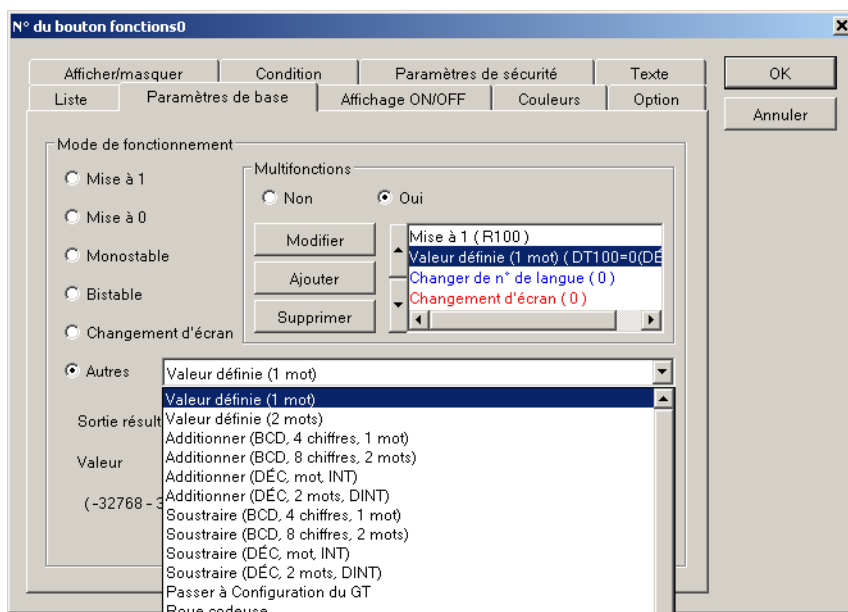 N° du bouton fonctions0
Afficher/masquer Condition Paramètres de sécurité Texte
Liste Paramètres de base Affichage ON/OFF Couleurs Option
OK
Annuler
Mode de fonctionnement
Mise à 1
Mise à 0
Monostable
Bistable
Changement d'écran
Autres
Multifonctions
Non Oui
Modifier
Ajouter
Supprimer
Mise à 1 ( R100 )
Valeur définie (1 mot) ( DT100=0(DÉ
Changer de n° de langue ( 0 )
Changement d'écran ( 0 )
Valeur définie (1 mot)
Sortie résult
Valeur
( -32768 - 3
Valeur définie (1 mot)
Valeur définie (2 mots)
Additionner (BCD, 4 chiffres, 1 mot)
Additionner (BCD, 8 chiffres, 2 mots)
Additionner (DÉC, mot, INT)
Additionner (DÉC, 2 mots, DINT)
Soustraire (BCD, 4 chiffres, 1 mot)
Soustraire (BCD, 8 chiffres, 2 mots)
Soustraire (DÉC, mot, INT)
Soustraire (DÉC, 2 mots, DINT)
Passer à Configuration du GT
Roue codeuse